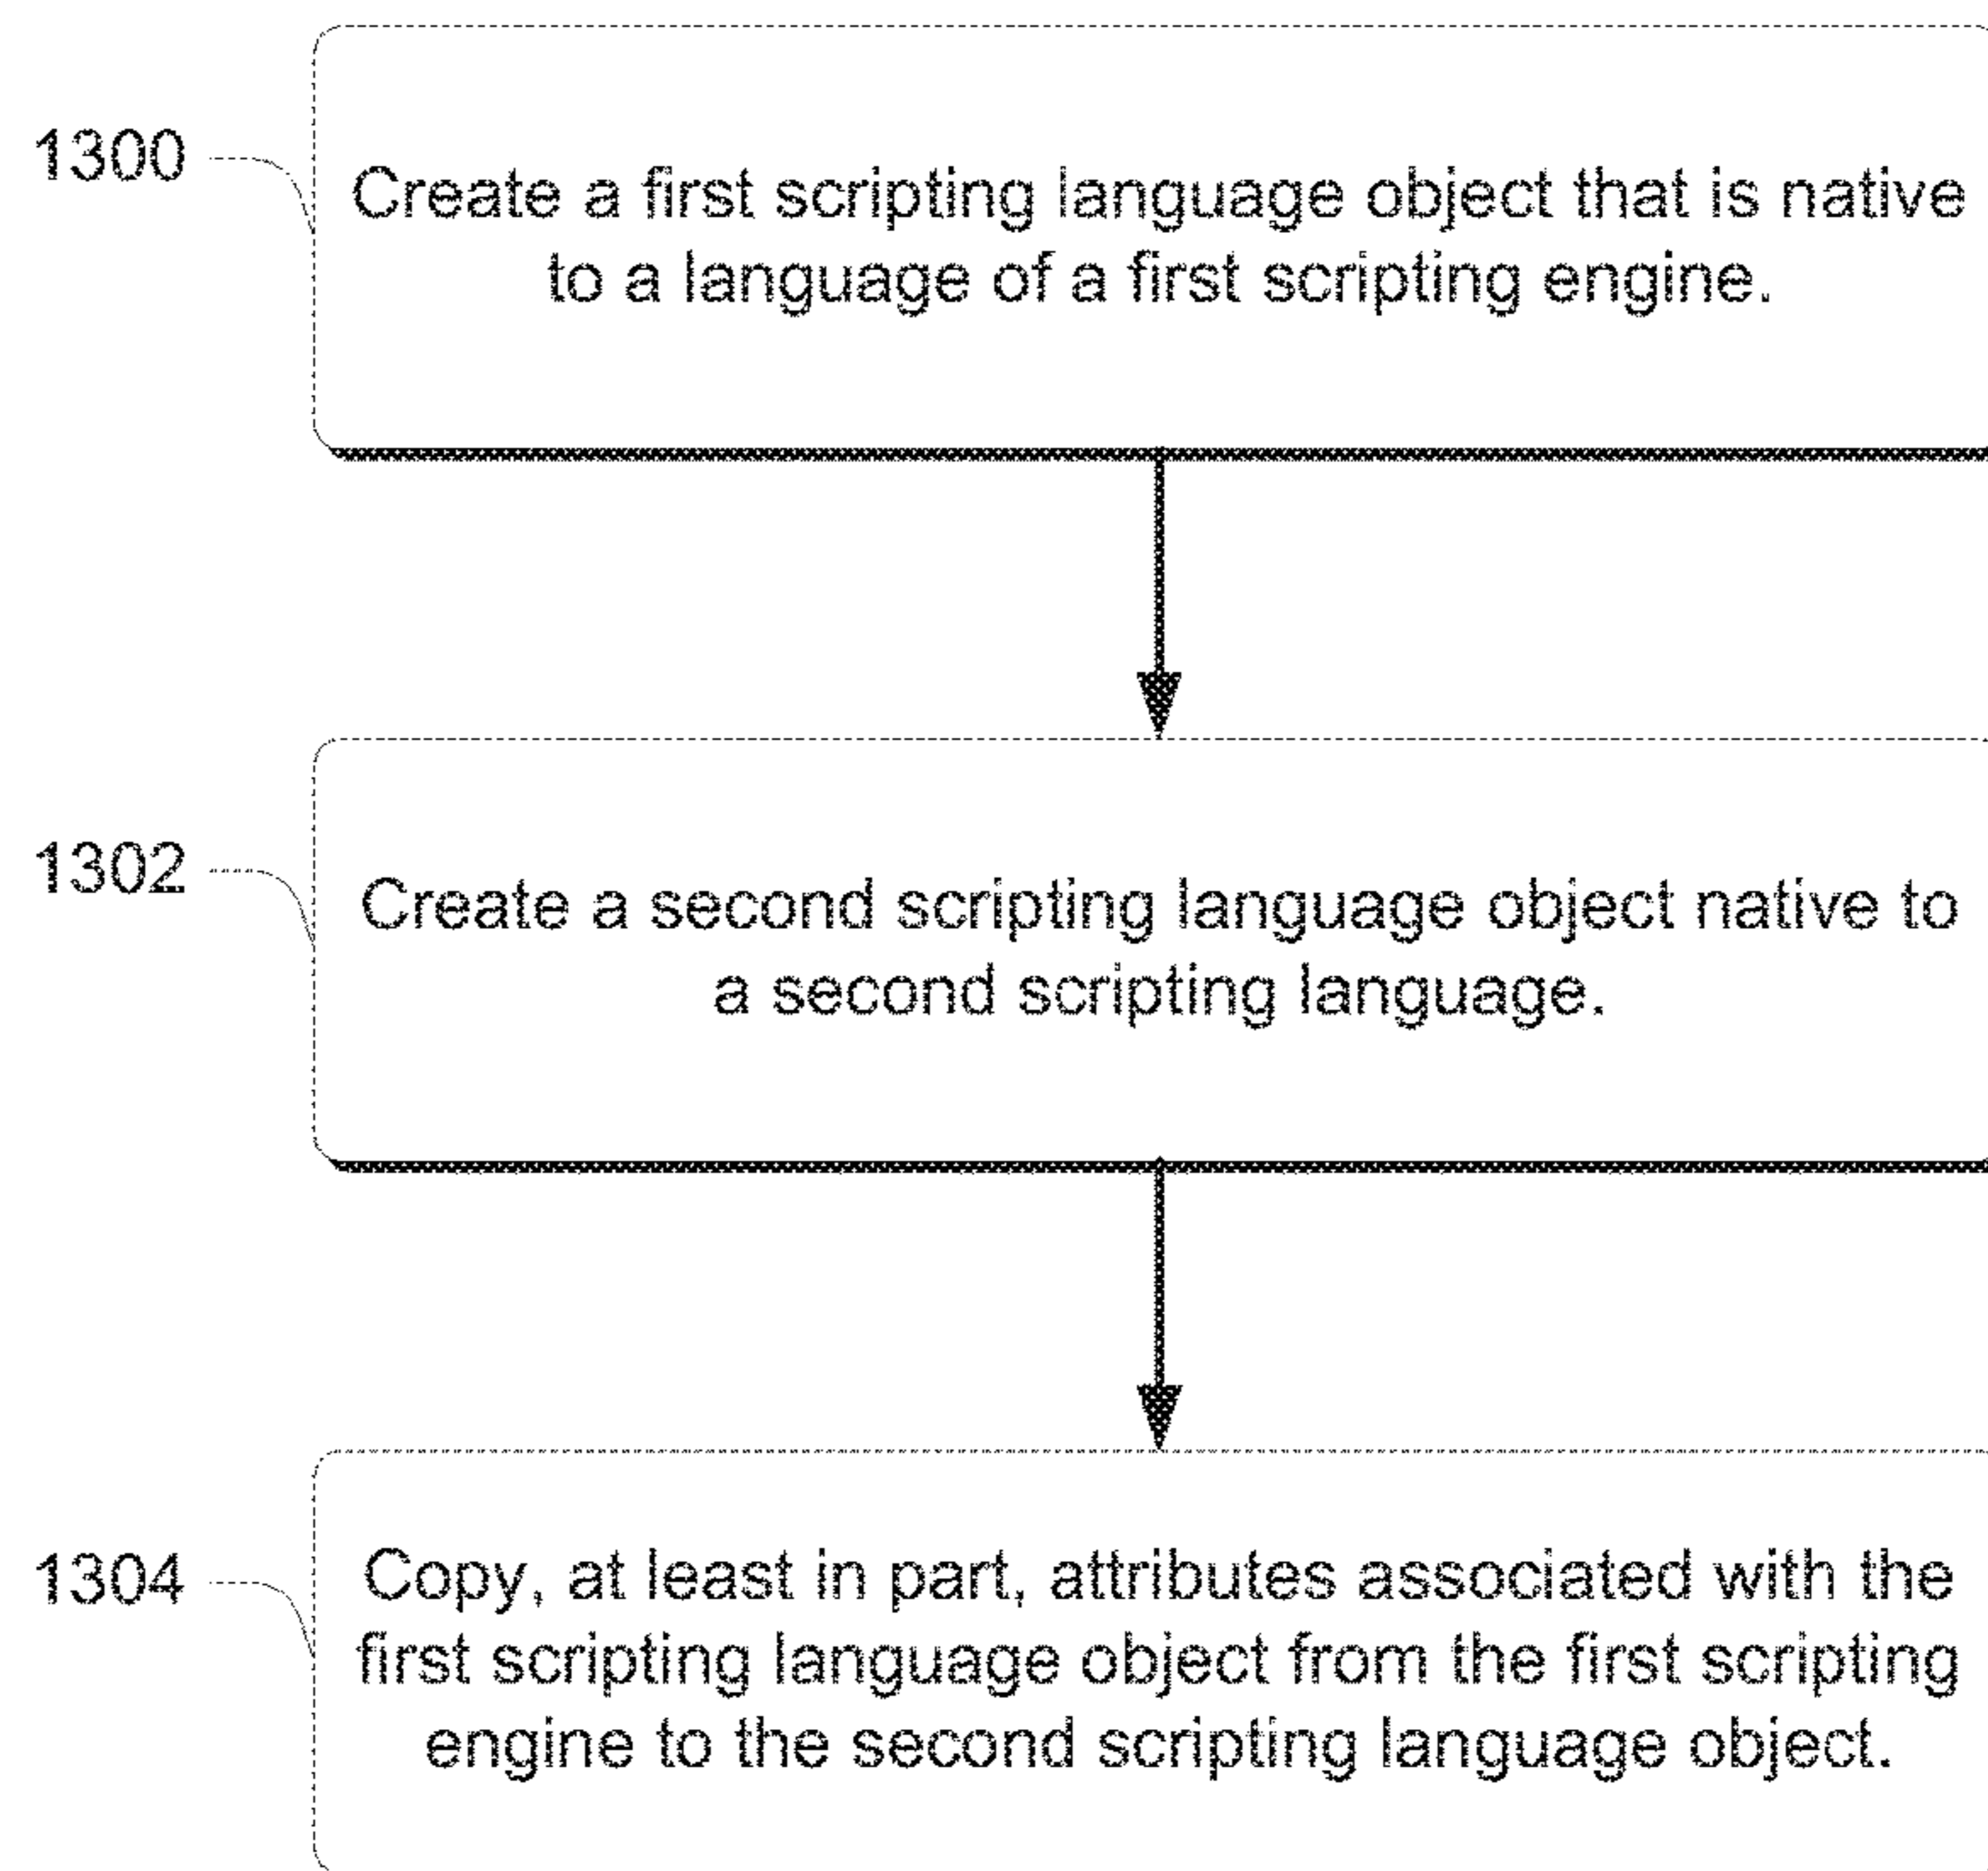 1300
Create a first scripting language object that is native
to a language of a first scripting engine.
1302
Create a second scripting language object native to
a second scripting language.
1304
Copy, at least in part, attributes associated with the
first scripting language object from the first scripting
engine to the second scripting language object.